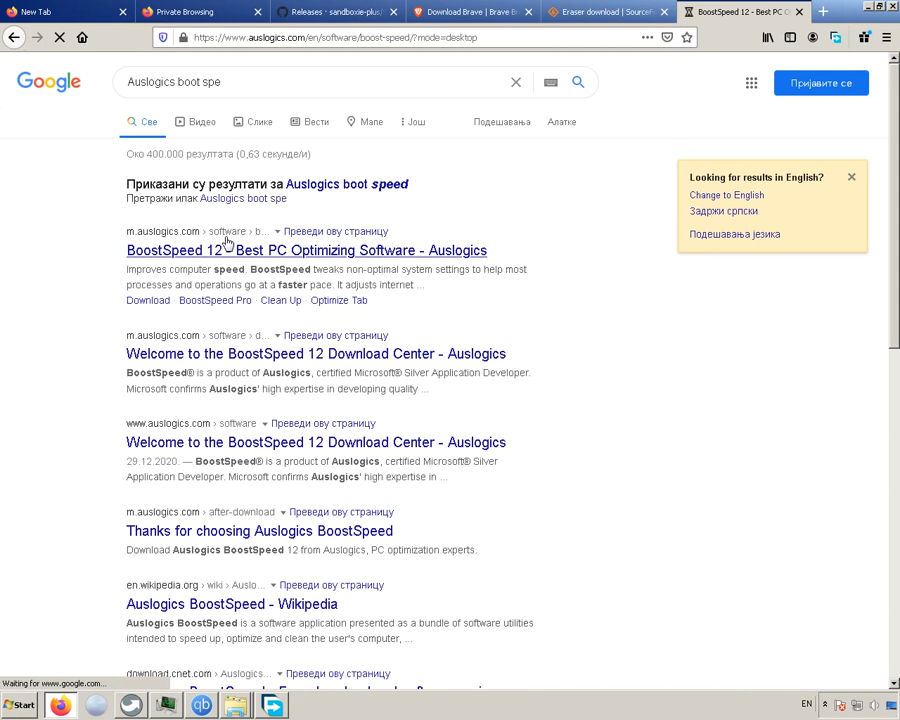 New Tab
Private Browsing
Releases · sandboxie-plus/
Download Brave | Brave B
Eraser download | SourceF
BoostSpeed 12 - Best PC O
https://www.auslogics.com/en/software/boost-speed/?mode=desktop
Google
Auslogics boot spe
Пријавите се
Све
Видео
Слике
Вести
Мапе
Још
Подешавања
Алатке
Око 400.000 резултата (0,63 секунде/и)
Приказани су резултати за Auslogics boot speed
Претражи ипак Auslogics boot spe
Looking for results in English?
Change to English
Задржи српски
Подешавања језика
m.auslogics.com › software › b... Преведи ову страницу
BoostSpeed 12 - Best PC Optimizing Software - Auslogics
Improves computer speed. BoostSpeed tweaks non-optimal system settings to help most
processes and operations go at a faster pace. It adjusts internet ...
Download · BoostSpeed Pro · Clean Up · Optimize Tab
m.auslogics.com › software › d... Преведи ову страницу
Welcome to the BoostSpeed 12 Download Center - Auslogics
BoostSpeed® is a product of Auslogics, certified Microsoft® Silver Application Developer.
Microsoft confirms Auslogics' high expertise in developing quality ...
www.auslogics.com › software Преведи ову страницу
Welcome to the BoostSpeed 12 Download Center - Auslogics
29.12.2020. — BoostSpeed® is a product of Auslogics, certified Microsoft® Silver
Application Developer. Microsoft confirms Auslogics' high expertise in ...
m.auslogics.com › after-download Преведи ову страницу
Thanks for choosing Auslogics BoostSpeed
Download Auslogics BoostSpeed 12 from Auslogics, PC optimization experts.
en.wikipedia.org › wiki › Auslo... Преведи ову страницу
Auslogics BoostSpeed - Wikipedia
Auslogics BoostSpeed is a software application presented as a bundle of software utilities
intended to speed up, optimize and clean the user's computer, ...
download.cnet.com › Auslogics... Преведи ову страницу
Waiting for www.google.com...
Start
EN